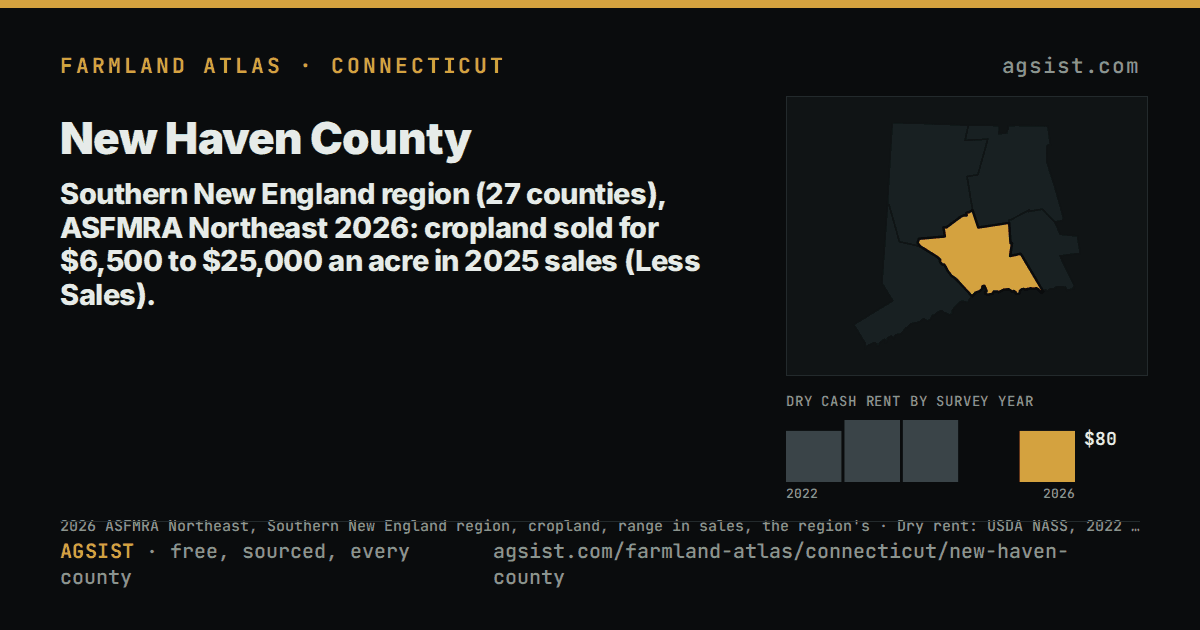 FARMLAND ATLAS · CONNECTICUT
agsist.com
New Haven County
Southern New England region (27 counties),
ASFMRA Northeast 2026: cropland sold for
$6,500 to $25,000 an acre in 2025 sales (Less
Sales).
DRY CASH RENT BY SURVEY YEAR
$80
2022
2026
2026 ASFMRA Northeast, Southern New England region, cropland, range in sales, the region's · Dry rent: USDA NASS, 2022 …
AGSIST · free, sourced, every
county
agsist.com/farmland-atlas/connecticut/new-haven-
county